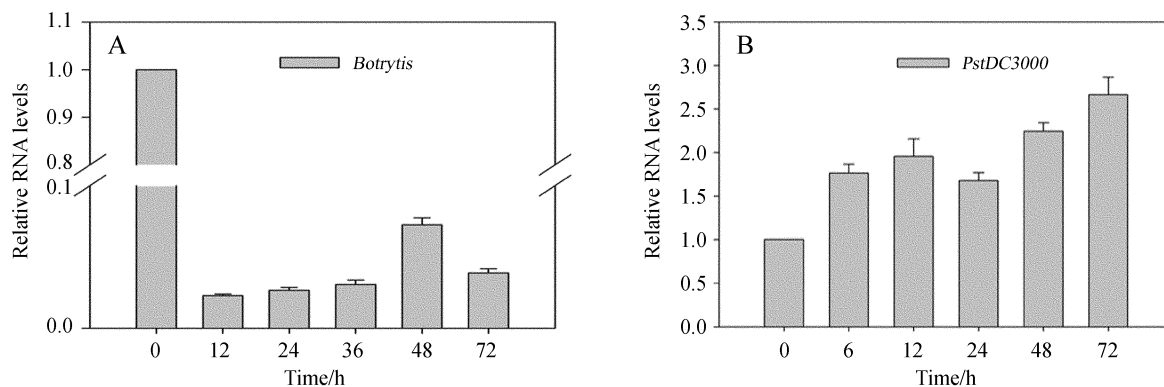 A
Botrytis
Relative RNA levels
1.1
1.0
0.9
0.8
0.1
0.0
0 12 24 36 48 72
Time/h
B
PstDC3000
Relative RNA levels
3.5
3.0
2.5
2.0
1.5
1.0
0.5
0.0
0 6 12 24 48 72
Time/h